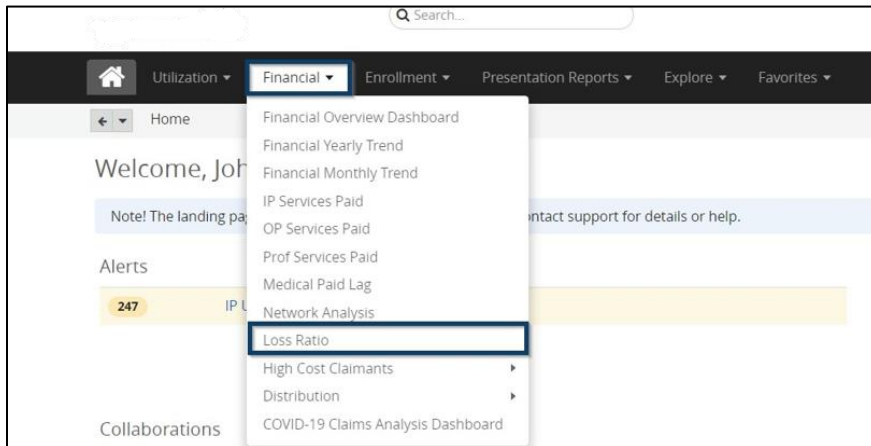 Search...
Utilization Financial Enrollment Presentation Reports Explore Favorites
Home
Financial Overview Dashboard
Financial Yearly Trend
Welcome, Joh
Financial Monthly Trend
IP Services Paid
Note! The landing pa
ntact support for details or help.
OP Services Paid
Prof Services Paid
Alerts
Medical Paid Lag
247 IP U
Network Analysis
Loss Ratio
High Cost Claimants
Distribution
Collaborations
COVID-19 Claims Analysis Dashboard